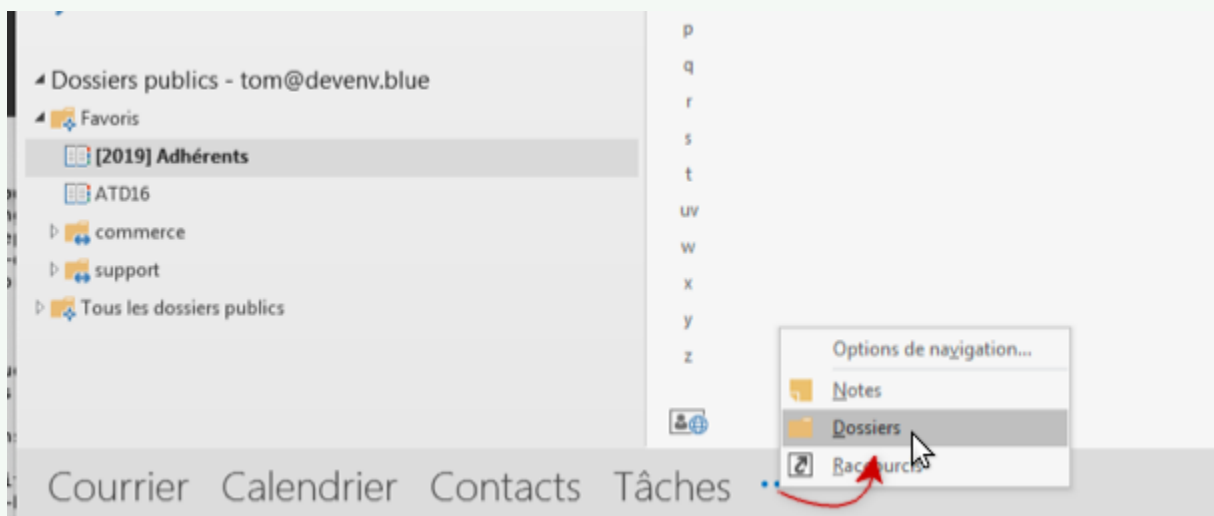 Dossiers publics - tom@devenv.blue
Favoris
[2019] Adhérents
ATD16
commerce
support
Tous les dossiers publics
p
q
r
s
t
uv
w
x
y
z
Options de navigation...
Notes
Dossiers
Raccourcis
Courrier Calendrier Contacts Tâches